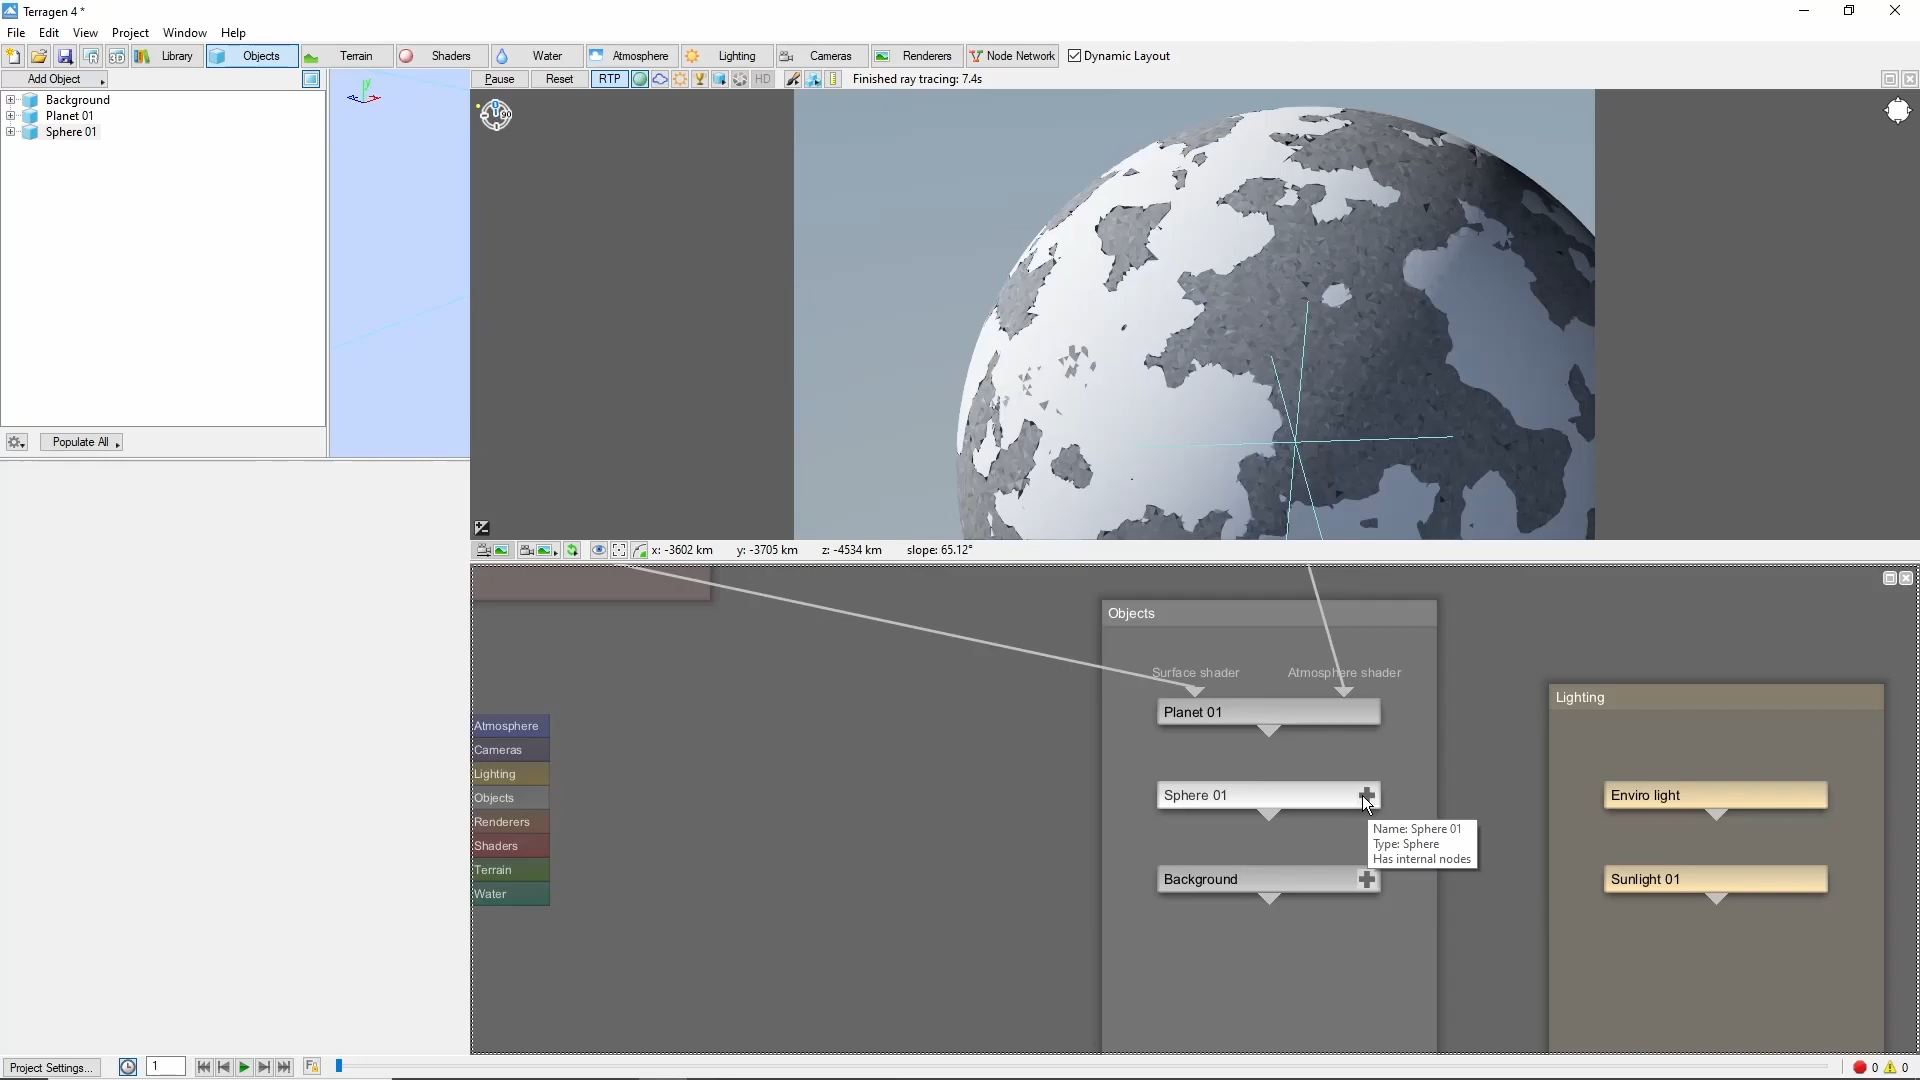 Terragen 4 *
File Edit View Project Window Help
Library Objects Terrain Shaders Water Atmosphere Lighting Cameras Renderers Node Network Dynamic Layout
Add Object
Pause Reset RTP HD Finished ray tracing: 7.4s
Background
Planet 01
Sphere 01
y
90
Populate All
x: -3602 km y: -3705 km z: -4534 km slope: 65.12°
Objects
Surface shader Atmosphere shader
Planet 01
Sphere 01
Background
Name: Sphere 01
Type: Sphere
Has internal nodes
Lighting
Enviro light
Sunlight 01
Atmosphere
Cameras
Lighting
Objects
Renderers
Shaders
Terrain
Water
Project Settings... 1 0 0